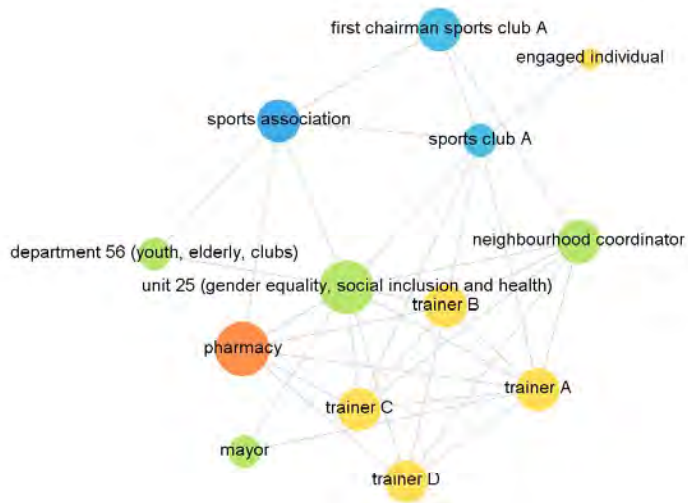 first chairman sports club A
engaged individual
sports association
sports club A
neighbourhood coordinator
department 56 (youth, elderly, clubs)
unit 25 (gender equality, social inclusion and health)
trainer B
pharmacy
trainer A
trainer C
mayor
trainer D